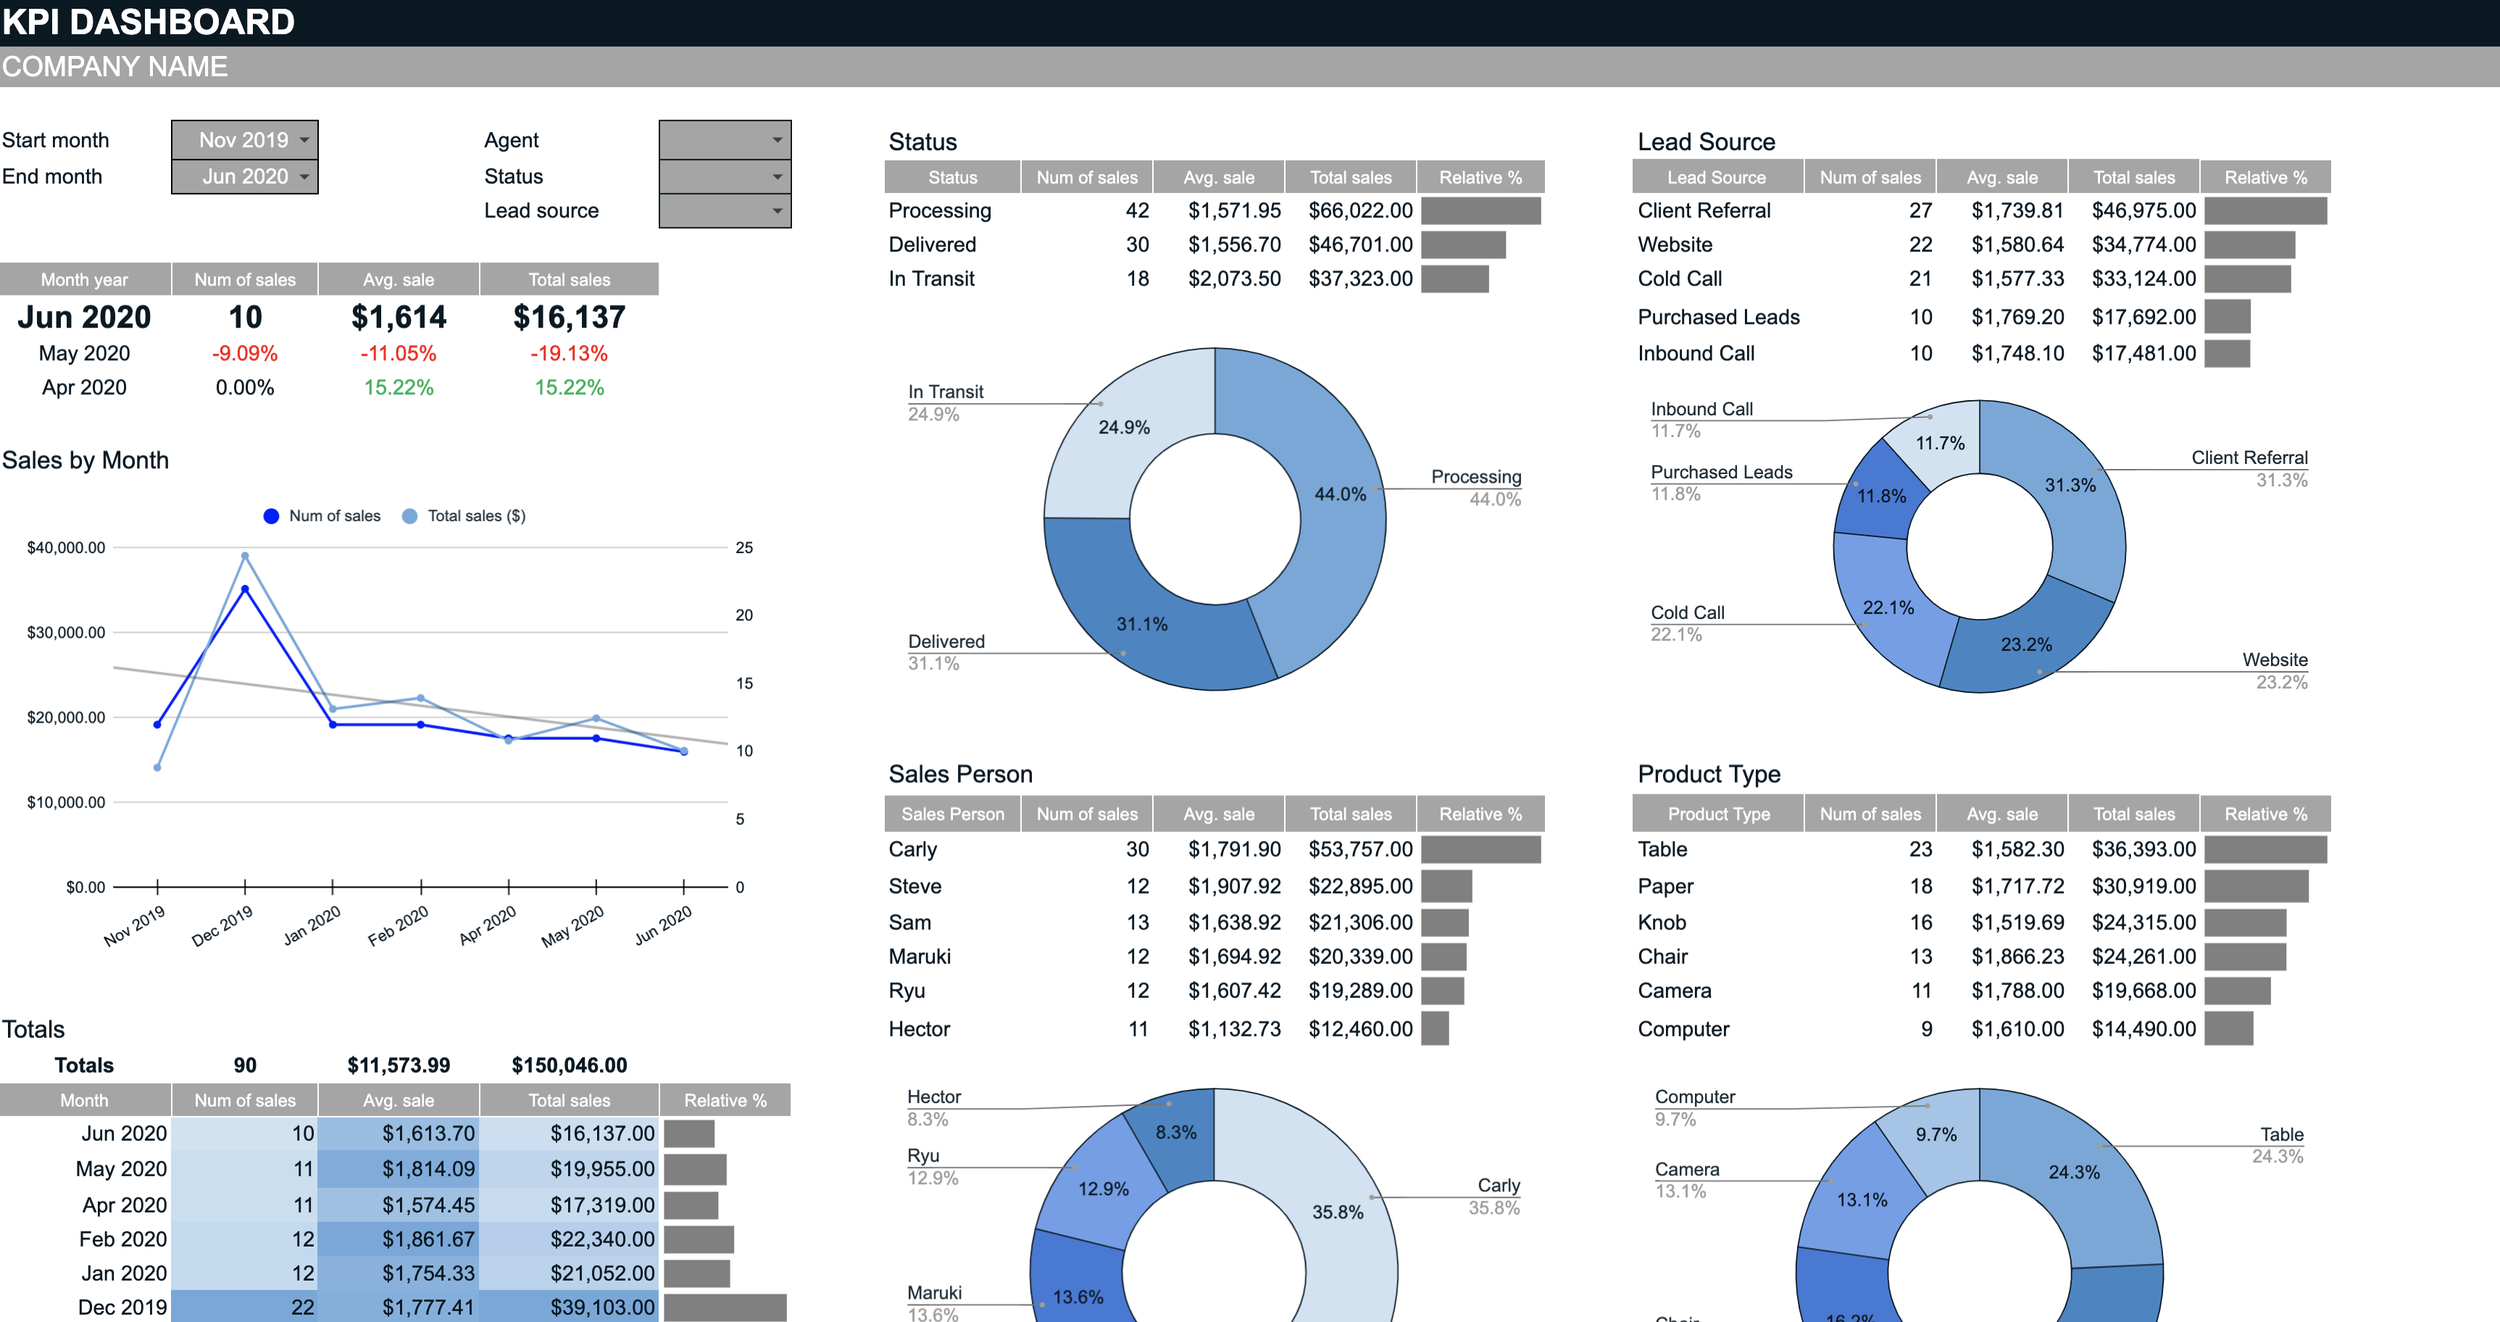 KPI DASHBOARD
COMPANY NAME
Start month Nov 2019
End month Jun 2020
Agent
Status
Lead source
Month year Num of sales Avg. sale Total sales
Jun 2020 10 $1,614 $16,137
May 2020 -9.09% -11.05% -19.13%
Apr 2020 0.00% 15.22% 15.22%
Sales by Month
Num of sales Total sales ($)
$40,000.00 25
20
$30,000.00
15
$20,000.00
10
$10,000.00
5
$0.00 0
Nov 2019 Dec 2019 Jan 2020 Feb 2020 Apr 2020 May 2020 Jun 2020
Totals
Totals 90 $11,573.99 $150,046.00
Month Num of sales Avg. sale Total sales Relative %
Jun 2020 10 $1,613.70 $16,137.00
May 2020 11 $1,814.09 $19,955.00
Apr 2020 11 $1,574.45 $17,319.00
Feb 2020 12 $1,861.67 $22,340.00
Jan 2020 12 $1,754.33 $21,052.00
Dec 2019 22 $1,777.41 $39,103.00
Status
Status Num of sales Avg. sale Total sales Relative %
Processing 42 $1,571.95 $66,022.00
Delivered 30 $1,556.70 $46,701.00
In Transit 18 $2,073.50 $37,323.00
In Transit
24.9%
24.9%
Processing
44.0%
44.0%
Delivered
31.1%
31.1%
Lead Source
Lead Source Num of sales Avg. sale Total sales Relative %
Client Referral 27 $1,739.81 $46,975.00
Website 22 $1,580.64 $34,774.00
Cold Call 21 $1,577.33 $33,124.00
Purchased Leads 10 $1,769.20 $17,692.00
Inbound Call 10 $1,748.10 $17,481.00
Inbound Call
11.7%
11.7%
Client Referral
31.3%
31.3%
Purchased Leads
11.8%
11.8%
Cold Call
22.1%
22.1%
Website
23.2%
23.2%
Sales Person
Sales Person Num of sales Avg. sale Total sales Relative %
Carly 30 $1,791.90 $53,757.00
Steve 12 $1,907.92 $22,895.00
Sam 13 $1,638.92 $21,306.00
Maruki 12 $1,694.92 $20,339.00
Ryu 12 $1,607.42 $19,289.00
Hector 11 $1,132.73 $12,460.00
Hector
8.3%
8.3%
Ryu
12.9%
12.9%
Carly
35.8%
35.8%
Maruki
13.6%
13.6%
Product Type
Product Type Num of sales Avg. sale Total sales Relative %
Table 23 $1,582.30 $36,393.00
Paper 18 $1,717.72 $30,919.00
Knob 16 $1,519.69 $24,315.00
Chair 13 $1,866.23 $24,261.00
Camera 11 $1,788.00 $19,668.00
Computer 9 $1,610.00 $14,490.00
Computer
9.7%
9.7%
Table
24.3%
24.3%
Camera
13.1%
13.1%
Chair
16.2%